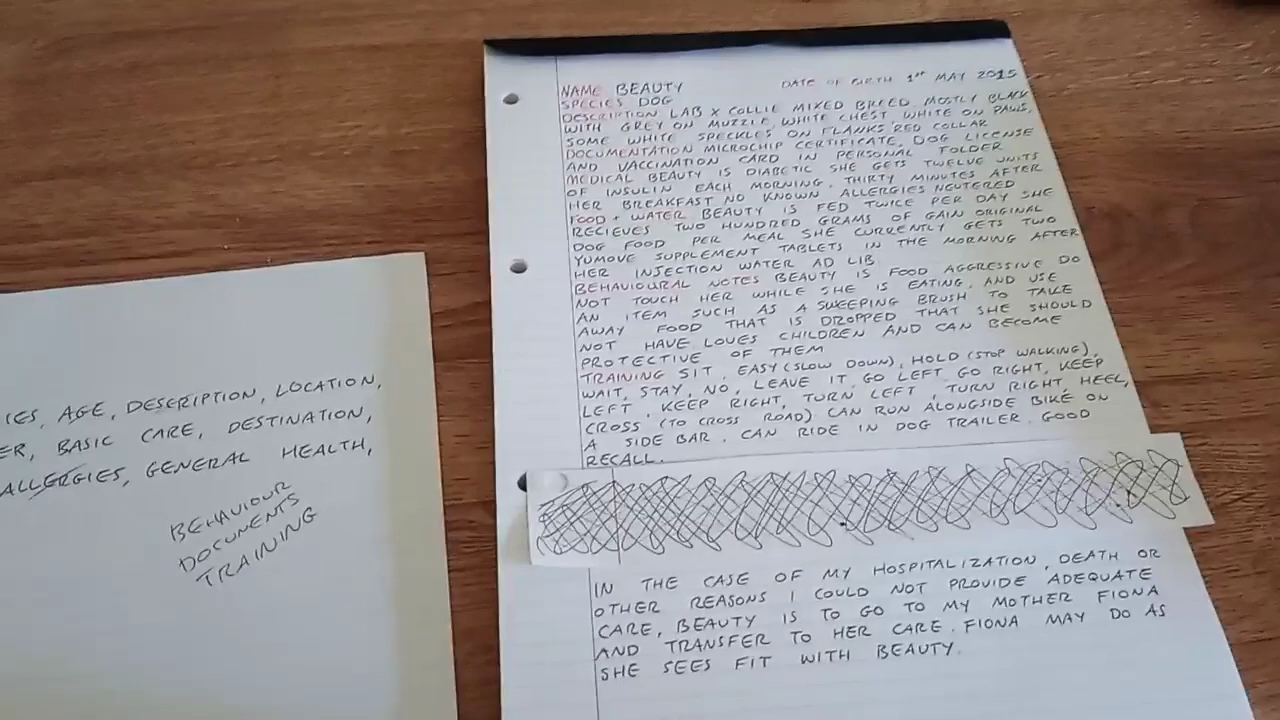 IES, AGE, DESCRIPTION, LOCATION,
ER, BASIC CARE, DESTINATION,
ALLERGIES, GENERAL HEALTH,
BEHAVIOUR
DOCUMENTS
TRAINING
NAME BEAUTY DATE OF BIRTH 1ST MAY 2015
SPECIES DOG
DESCRIPTION LAB X COLLIE MIXED BREED. MOSTLY BLACK
WITH GREY ON MUZZLE, WHITE CHEST WHITE ON PAWS,
SOME WHITE SPECKLES ON FLANKS RED COLLAR
DOCUMENTATION MICROCHIP CERTIFICATE, DOG LICENSE
AND VACCINATION CARD IN PERSONAL FOLDER
MEDICAL BEAUTY IS DIABETIC SHE GETS TWELVE UNITS
OF INSULIN EACH MORNING, THIRTY MINUTES AFTER
HER BREAKFAST NO KNOWN ALLERGIES NEUTERED
FOOD + WATER BEAUTY IS FED TWICE PER DAY SHE
RECIEVES TWO HUNDRED GRAMS OF GAIN ORIGINAL
DOG FOOD PER MEAL SHE CURRENTLY GETS TWO
YUMOVE SUPPLEMENT TABLETS IN THE MORNING AFTER
HER INJECTION WATER AD LIB
BEHAVIOURAL NOTES BEAUTY IS FOOD AGGRESSIVE DO
NOT TOUCH HER WHILE SHE IS EATING, AND USE
AN ITEM SUCH AS A SWEEPING BRUSH TO TAKE
AWAY FOOD THAT IS DROPPED THAT SHE SHOULD
NOT HAVE LOVES CHILDREN AND CAN BECOME
PROTECTIVE OF THEM
TRAINING SIT, EASY (SLOW DOWN), HOLD (STOP WALKING),
WAIT, STAY, NO, LEAVE IT, GO LEFT, GO RIGHT, KEEP
LEFT, KEEP RIGHT, TURN LEFT, TURN RIGHT, HEEL,
CROSS (TO CROSS ROAD) CAN RUN ALONGSIDE BIKE ON
A SIDE BAR. CAN RIDE IN DOG TRAILER. GOOD
RECALL.
IN THE CASE OF MY HOSPITALIZATION, DEATH OR
OTHER REASONS I COULD NOT PROVIDE ADEQUATE
CARE, BEAUTY IS TO GO TO MY MOTHER FIONA
AND TRANSFER TO HER CARE. FIONA MAY DO AS
SHE SEES FIT WITH BEAUTY.